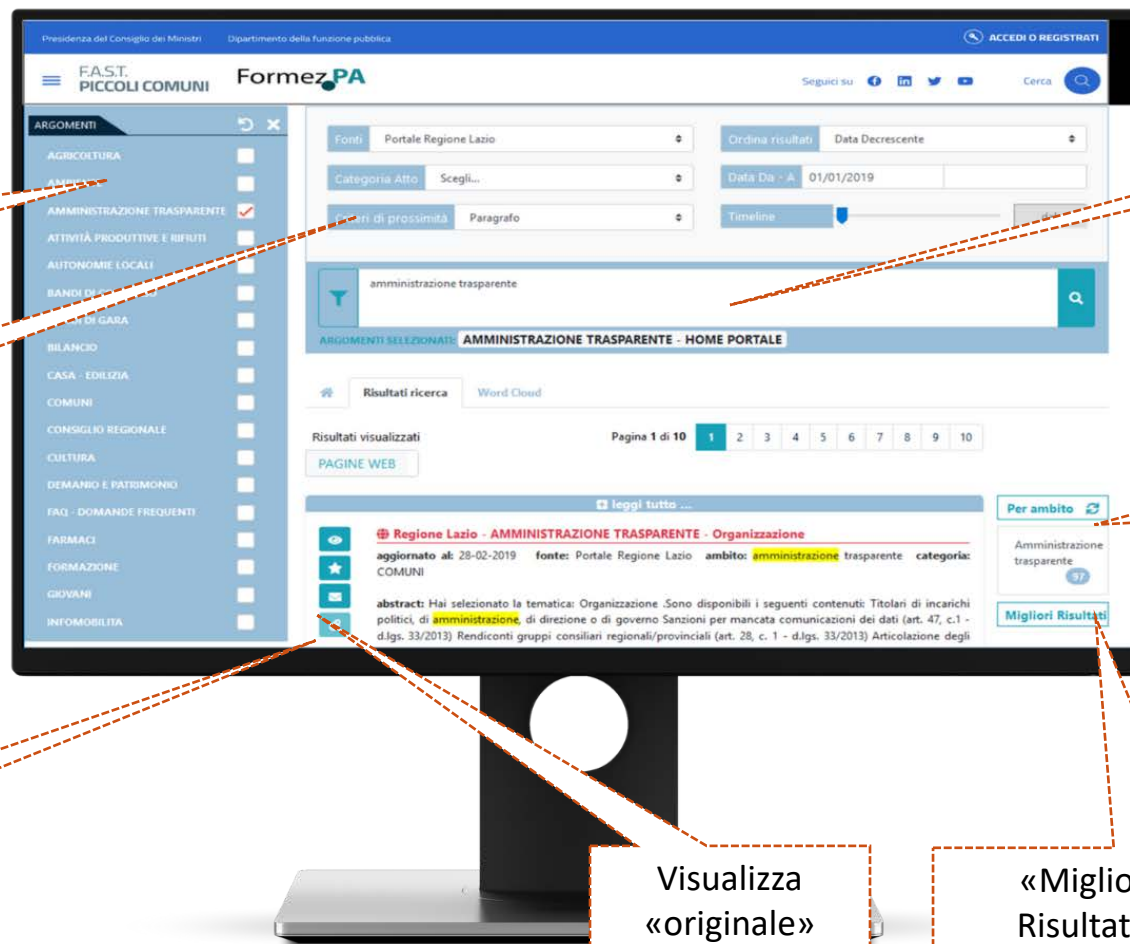 Presidenza del Consiglio dei Ministri Dipartimento della funzione pubblica ACCEDI O REGISTRATI
F.A.S.T.
PICCOLI COMUNI
FormezPA
Seguici su Cerca
ARGOMENTI
AGRICOLTURA
AMMINISTRAZIONE TRASPARENTE
ATTIVITÀ PRODUTTIVE E RIFIUTI
AUTONOMIE LOCALI
BANDI DI
DI GARA
BILANCIO
CASA - EDILIZIA
COMUNI
CONSIGLIO REGIONALE
CULTURA
DEMANIO E PATRIMONIO
FAQ - DOMANDE FREQUENTI
FARMACI
FORMAZIONE
GIOVANI
INFOMOBILITA
Fonti Portale Regione Lazio Ordina risultati Data Decrescente
Categoria Atto Scegli... Data Da - A 01/01/2019
Criteri di prossimità Paragrafo Timeline
amministrazione trasparente
ARGOMENTI SELEZIONATI: AMMINISTRAZIONE TRASPARENTE - HOME PORTALE
Risultati ricerca Word Cloud
Risultati visualizzati Pagina 1 di 10 1 2 3 4 5 6 7 8 9 10
PAGINE WEB
leggi tutto ...
Regione Lazio - AMMINISTRAZIONE TRASPARENTE - Organizzazione
aggiornato al: 28-02-2019 fonte: Portale Regione Lazio ambito: amministrazione trasparente categoria:
COMUNI
abstract: Hai selezionato la tematica: Organizzazione .Sono disponibili i seguenti contenuti: Titolari di incarichi
politici, di amministrazione, di direzione o di governo Sanzioni per mancata comunicazioni dei dati (art. 47, c.1 -
d.lgs. 33/2013) Rendiconti gruppi consiliari regionali/provinciali (art. 28, c. 1 - d.lgs. 33/2013) Articolazione degli
Per ambito
Amministrazione
trasparente
97
Migliori Risultati
Visualizza
«originale»
«Miglio
Risultat